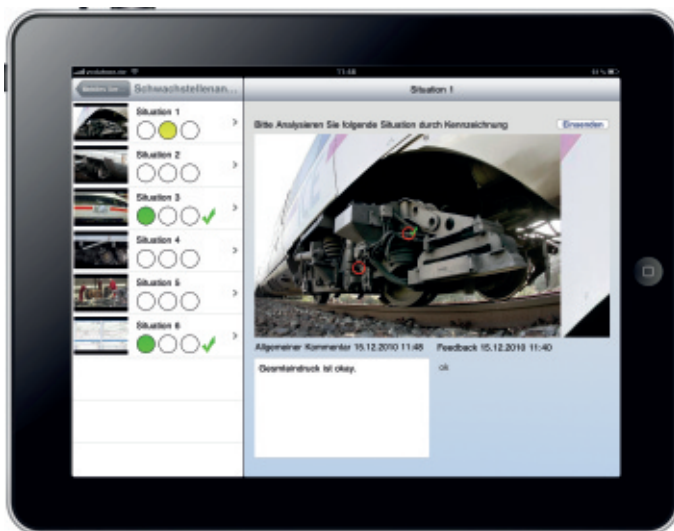 11:48
Schwachstellenan...
Situation 1
Situation 1
Situation 2
Situation 3
Situation 4
Situation 5
Situation 6
Bitte Analysieren Sie folgende Situation durch Kennzeichnung
Einsenden
Allgemeiner Kommentar 15.12.2010 11:48
Feedback 15.12.2010 11:40
Gesmteindruck ist okay.
ok